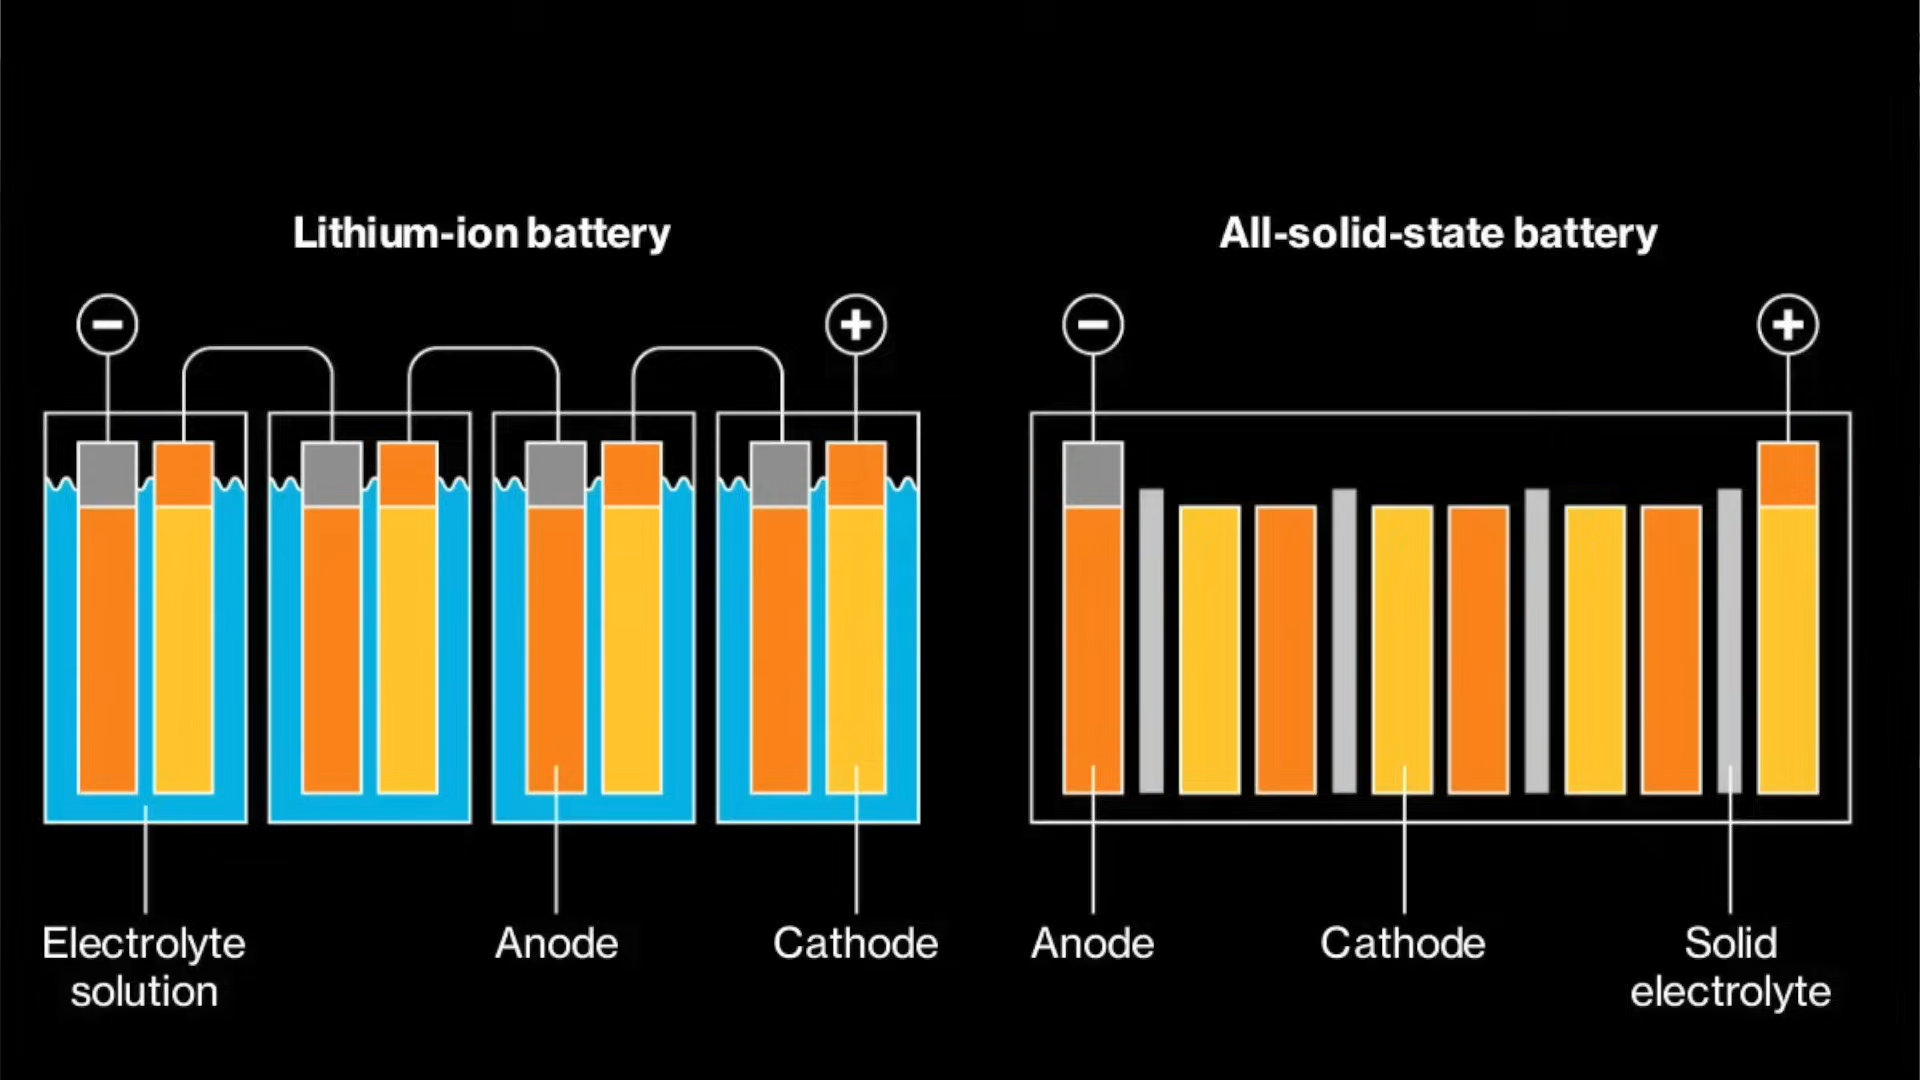 Lithium-ion battery
All-solid-state battery
Electrolyte
solution
Anode
Cathode
Anode
Cathode
Solid
electrolyte